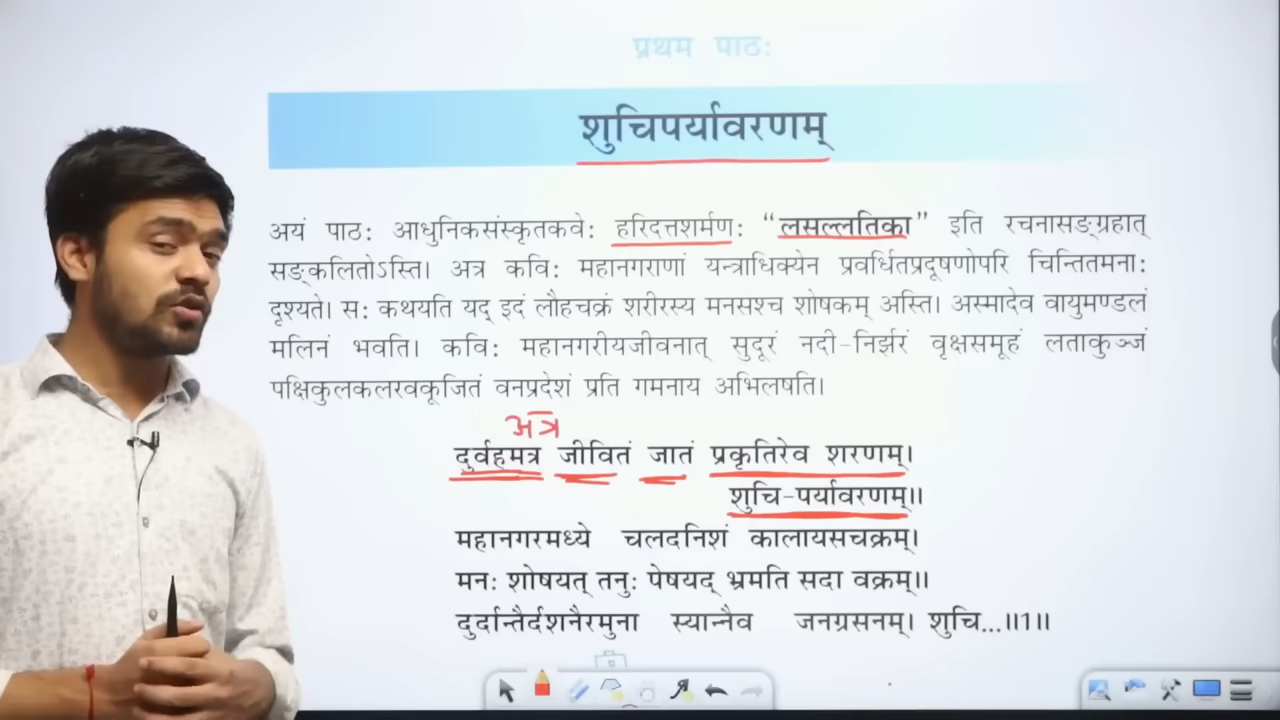 प्रथम पाठः
शुचिपर्यावरणम्
अयं पाठः आधुनिकसंस्कृतकवेः हरिदत्तशर्मणः “लसल्लतिका” इति रचनासङ्ग्रहात्
सङ्कलितोऽस्ति। अत्र कविः महानगराणां यन्त्राधिक्येन प्रवर्धितप्रदूषणोपरि चिन्तितमनाः
दृश्यते। सः कथयति यद् इदं लौहचक्रं शरीरस्य मनसश्च शोषकम् अस्ति। अस्मादेव वायुमण्डलं
मलिनं भवति। कविः महानगरीयजीवनात् सुदूरं नदी-निर्झरं वृक्षसमूहं लताकुञ्जं
पक्षिकुलकलरवकूजितं वनप्रदेशं प्रति गमनाय अभिलषति।
अत्र
दुर्वहमत्र जीवितं जातं प्रकृतिरेव शरणम्।
शुचि-पर्यावरणम्॥
महानगरमध्ये चलदनिशं कालायसचक्रम्।
मनः शोषयत् तनुः पेषयद् भ्रमति सदा वक्रम्॥
दुर्दान्तैर्दशनैरमुना स्यान्नैव जनग्रसनम्। शुचि...॥1॥